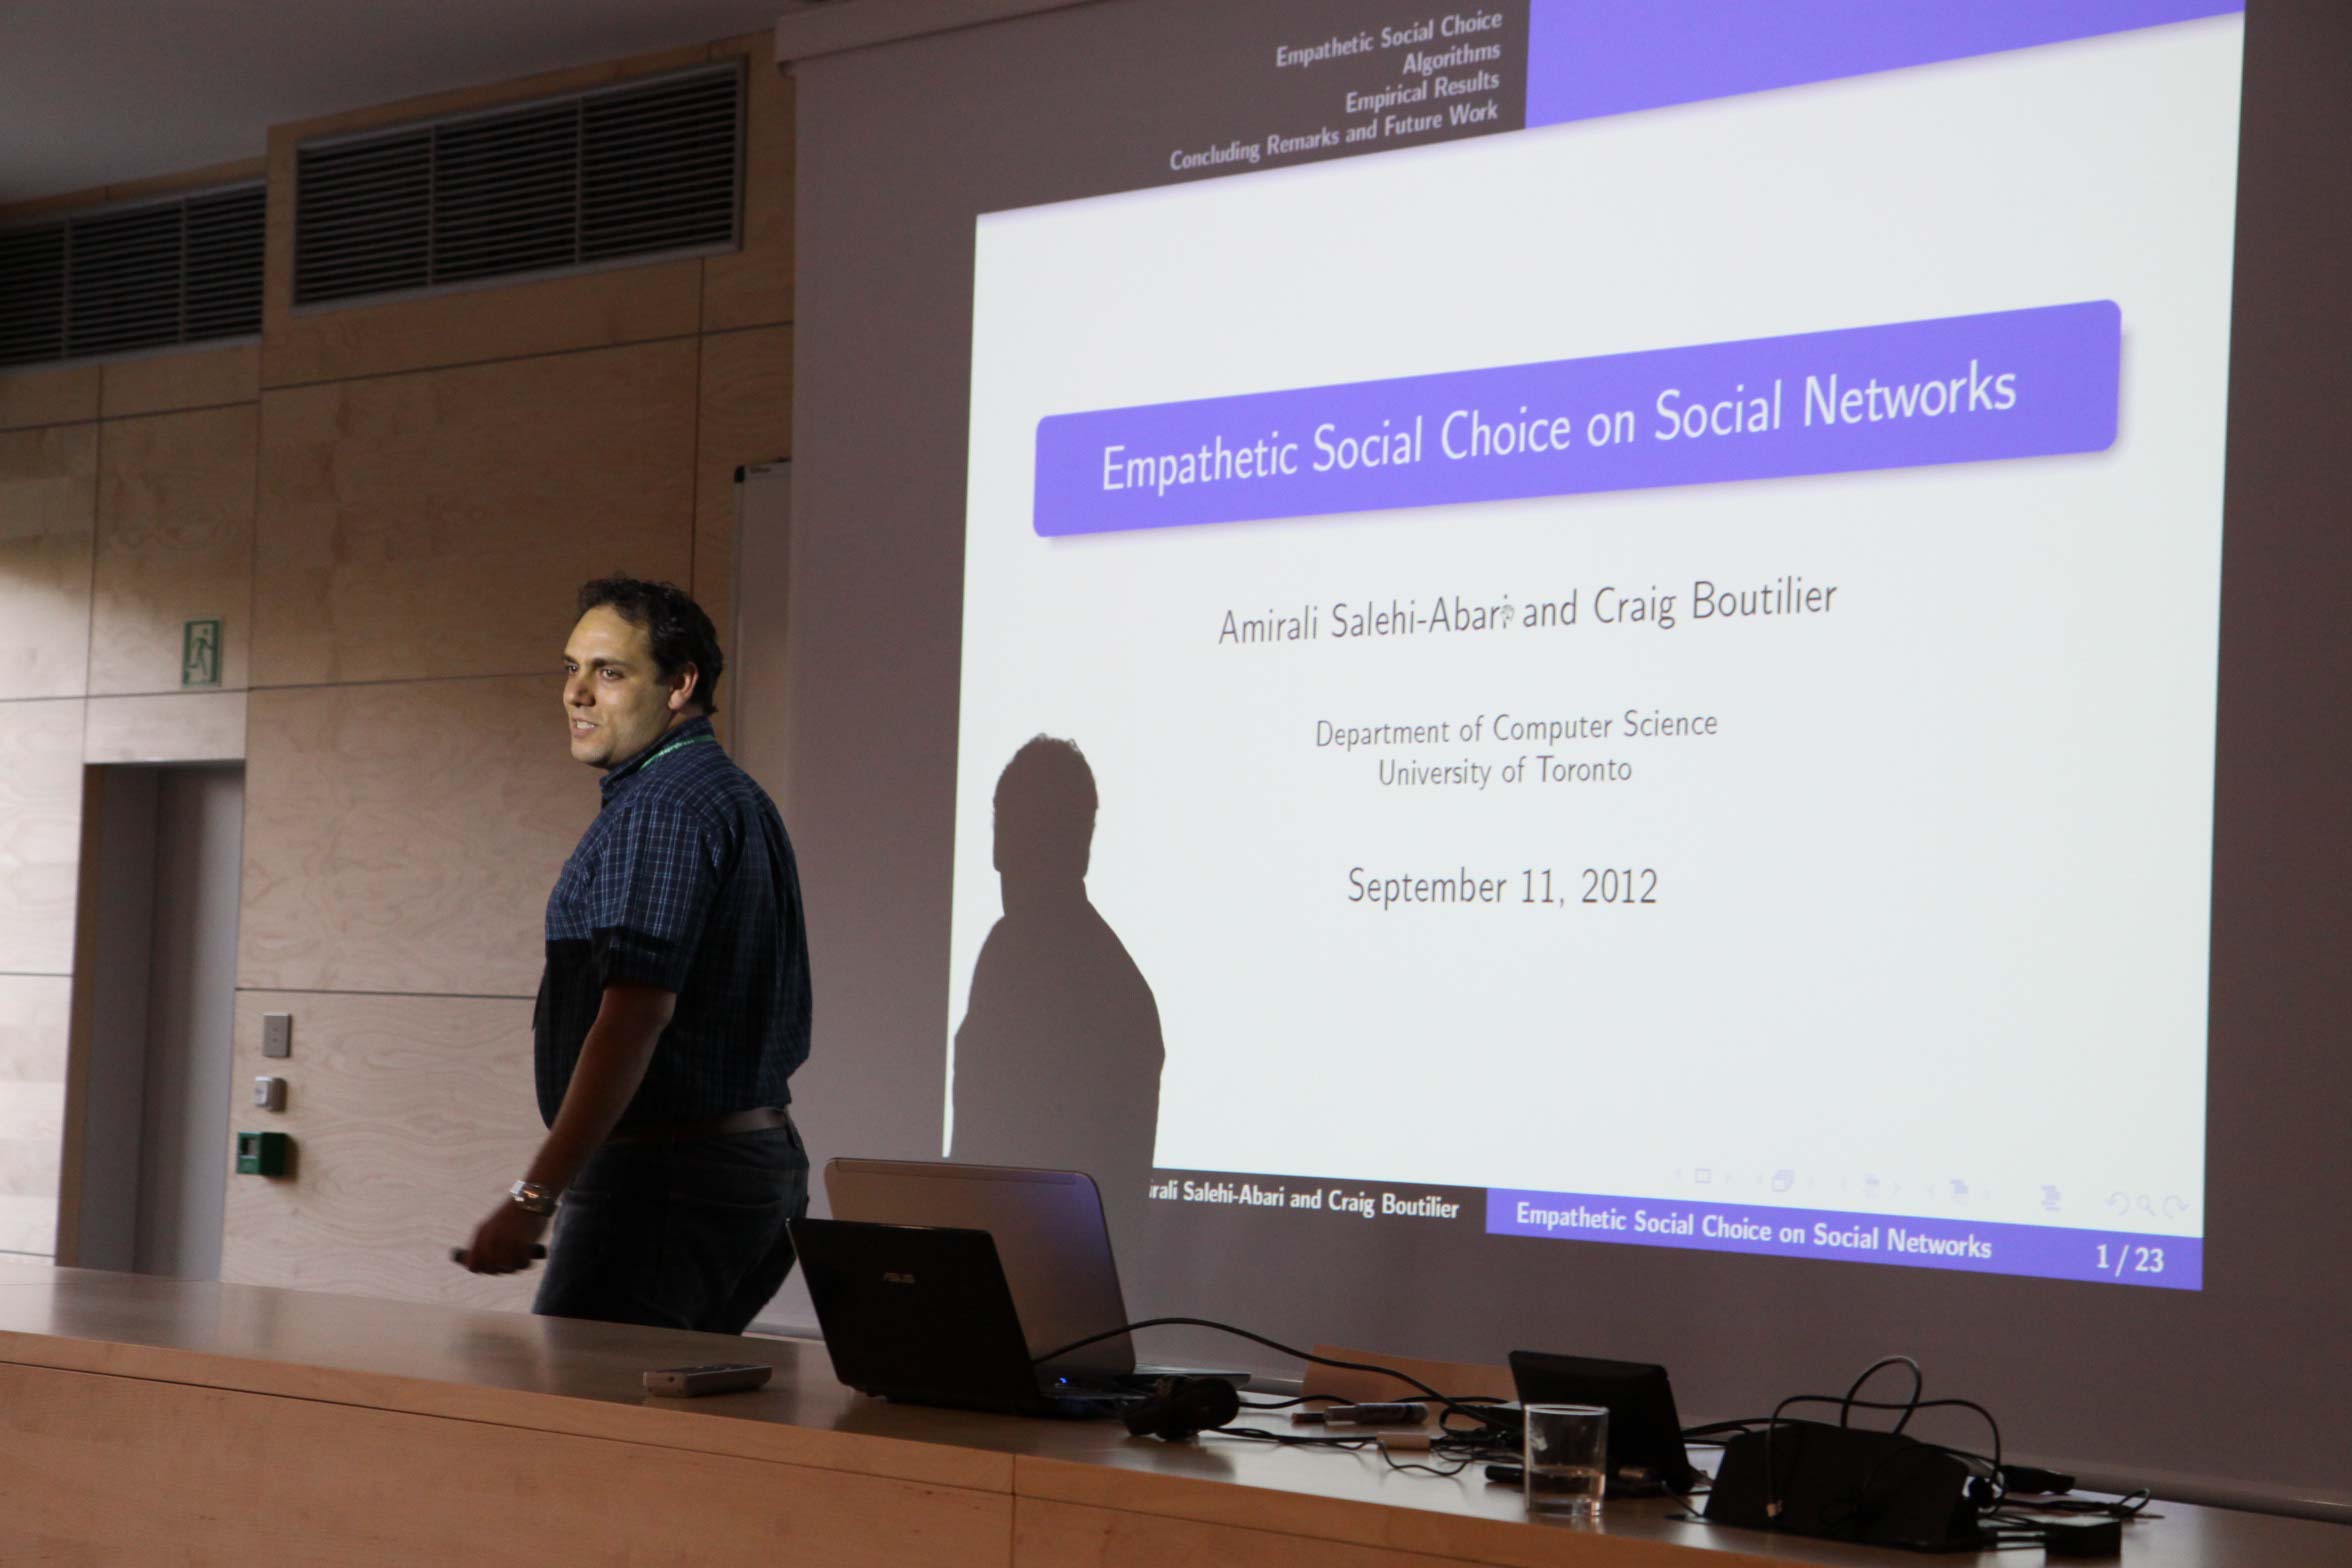 Empathetic Social Choice
Algorithms
Empirical Results
Concluding Remarks and Future Work
Empathetic Social Choice on Social Networks
Amirali Salehi-Abari and Craig Boutilier
Department of Computer Science
University of Toronto
September 11, 2012
irali Salehi-Abari and Craig Boutilier
Empathetic Social Choice on Social Networks
1 / 23
ASUS